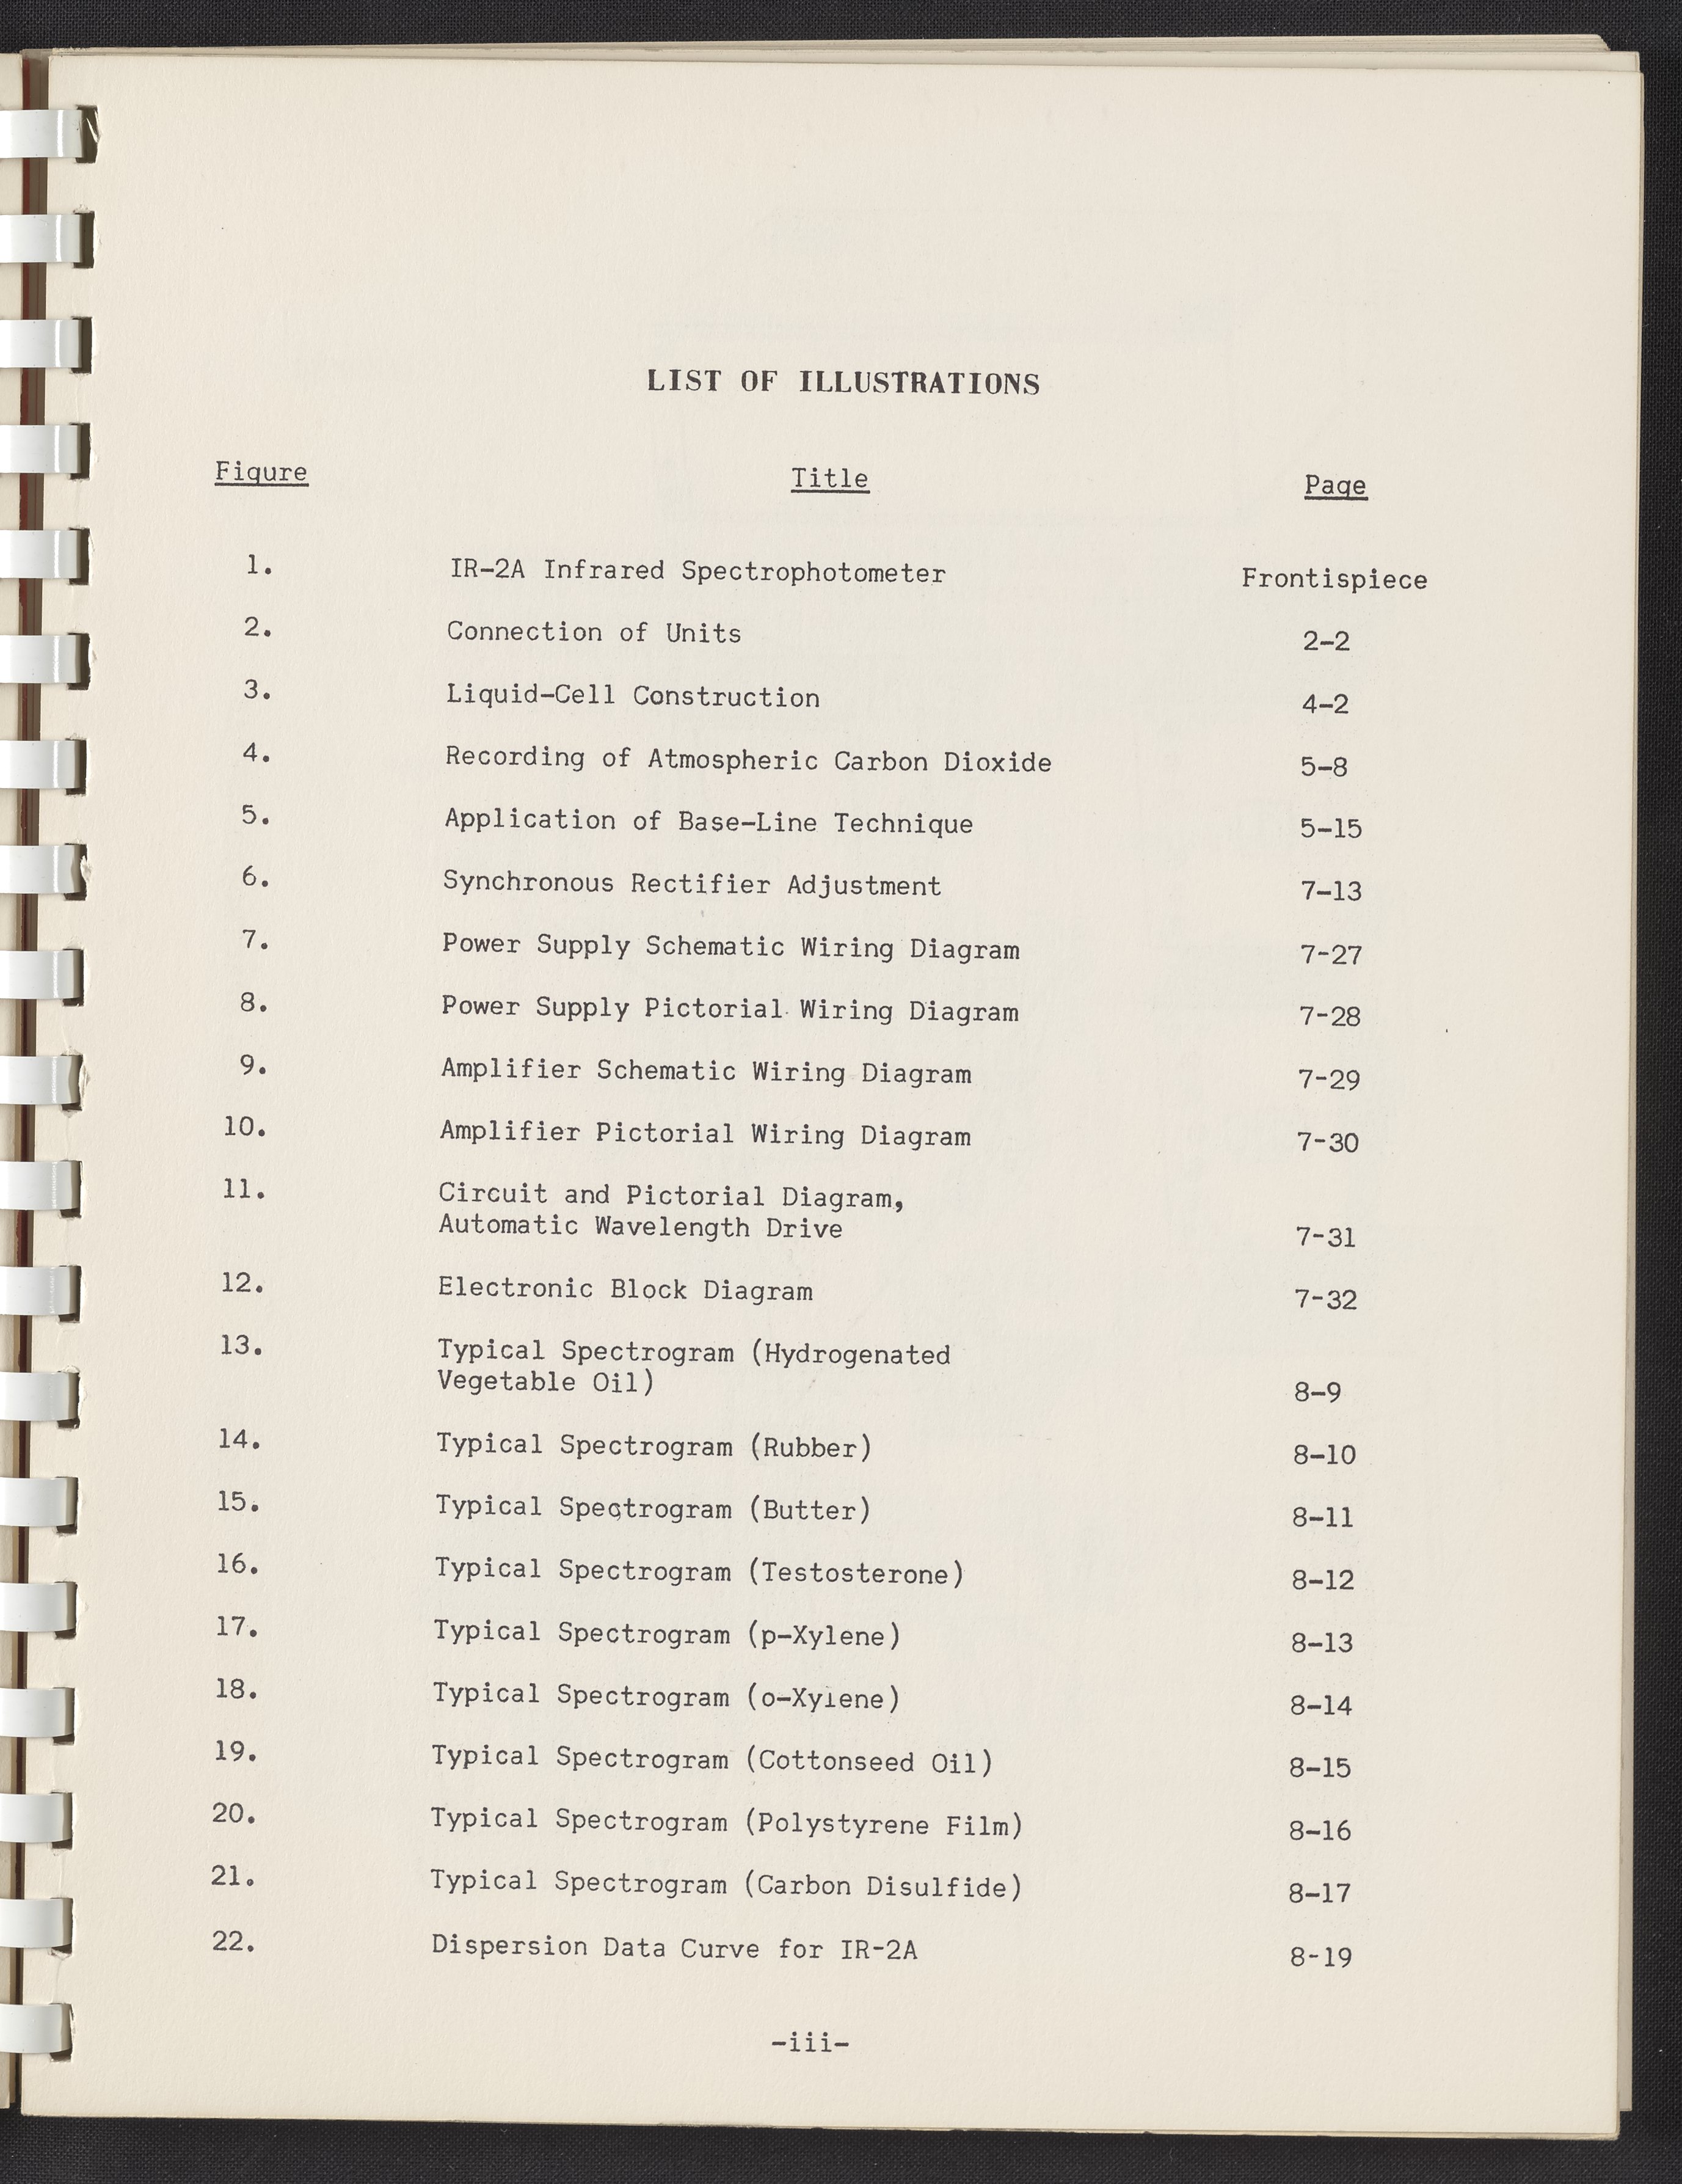 LIST OF ILLUSTRATIONS
Figure Title Page
1. IR-2A Infrared Spectrophotometer Frontispiece
2. Connection of Units 2-2
3. Liquid-Cell Construction 4-2
4. Recording of Atmospheric Carbon Dioxide 5-8
5. Application of Base-Line Technique 5-15
6. Synchronous Rectifier Adjustment 7-13
7. Power Supply Schematic Wiring Diagram 7-27
8. Power Supply Pictorial Wiring Diagram 7-28
9. Amplifier Schematic Wiring Diagram 7-29
10. Amplifier Pictorial Wiring Diagram 7-30
11. Circuit and Pictorial Diagram,
Automatic Wavelength Drive 7-31
12. Electronic Block Diagram 7-32
13. Typical Spectrogram (Hydrogenated
Vegetable Oil) 8-9
14. Typical Spectrogram (Rubber) 8-10
15. Typical Spectrogram (Butter) 8-11
16. Typical Spectrogram (Testosterone) 8-12
17. Typical Spectrogram (p-Xylene) 8-13
18. Typical Spectrogram (o-Xylene) 8-14
19. Typical Spectrogram (Cottonseed Oil) 8-15
20. Typical Spectrogram (Polystyrene Film) 8-16
21. Typical Spectrogram (Carbon Disulfide) 8-17
22. Dispersion Data Curve for IR-2A 8-19
-iii-